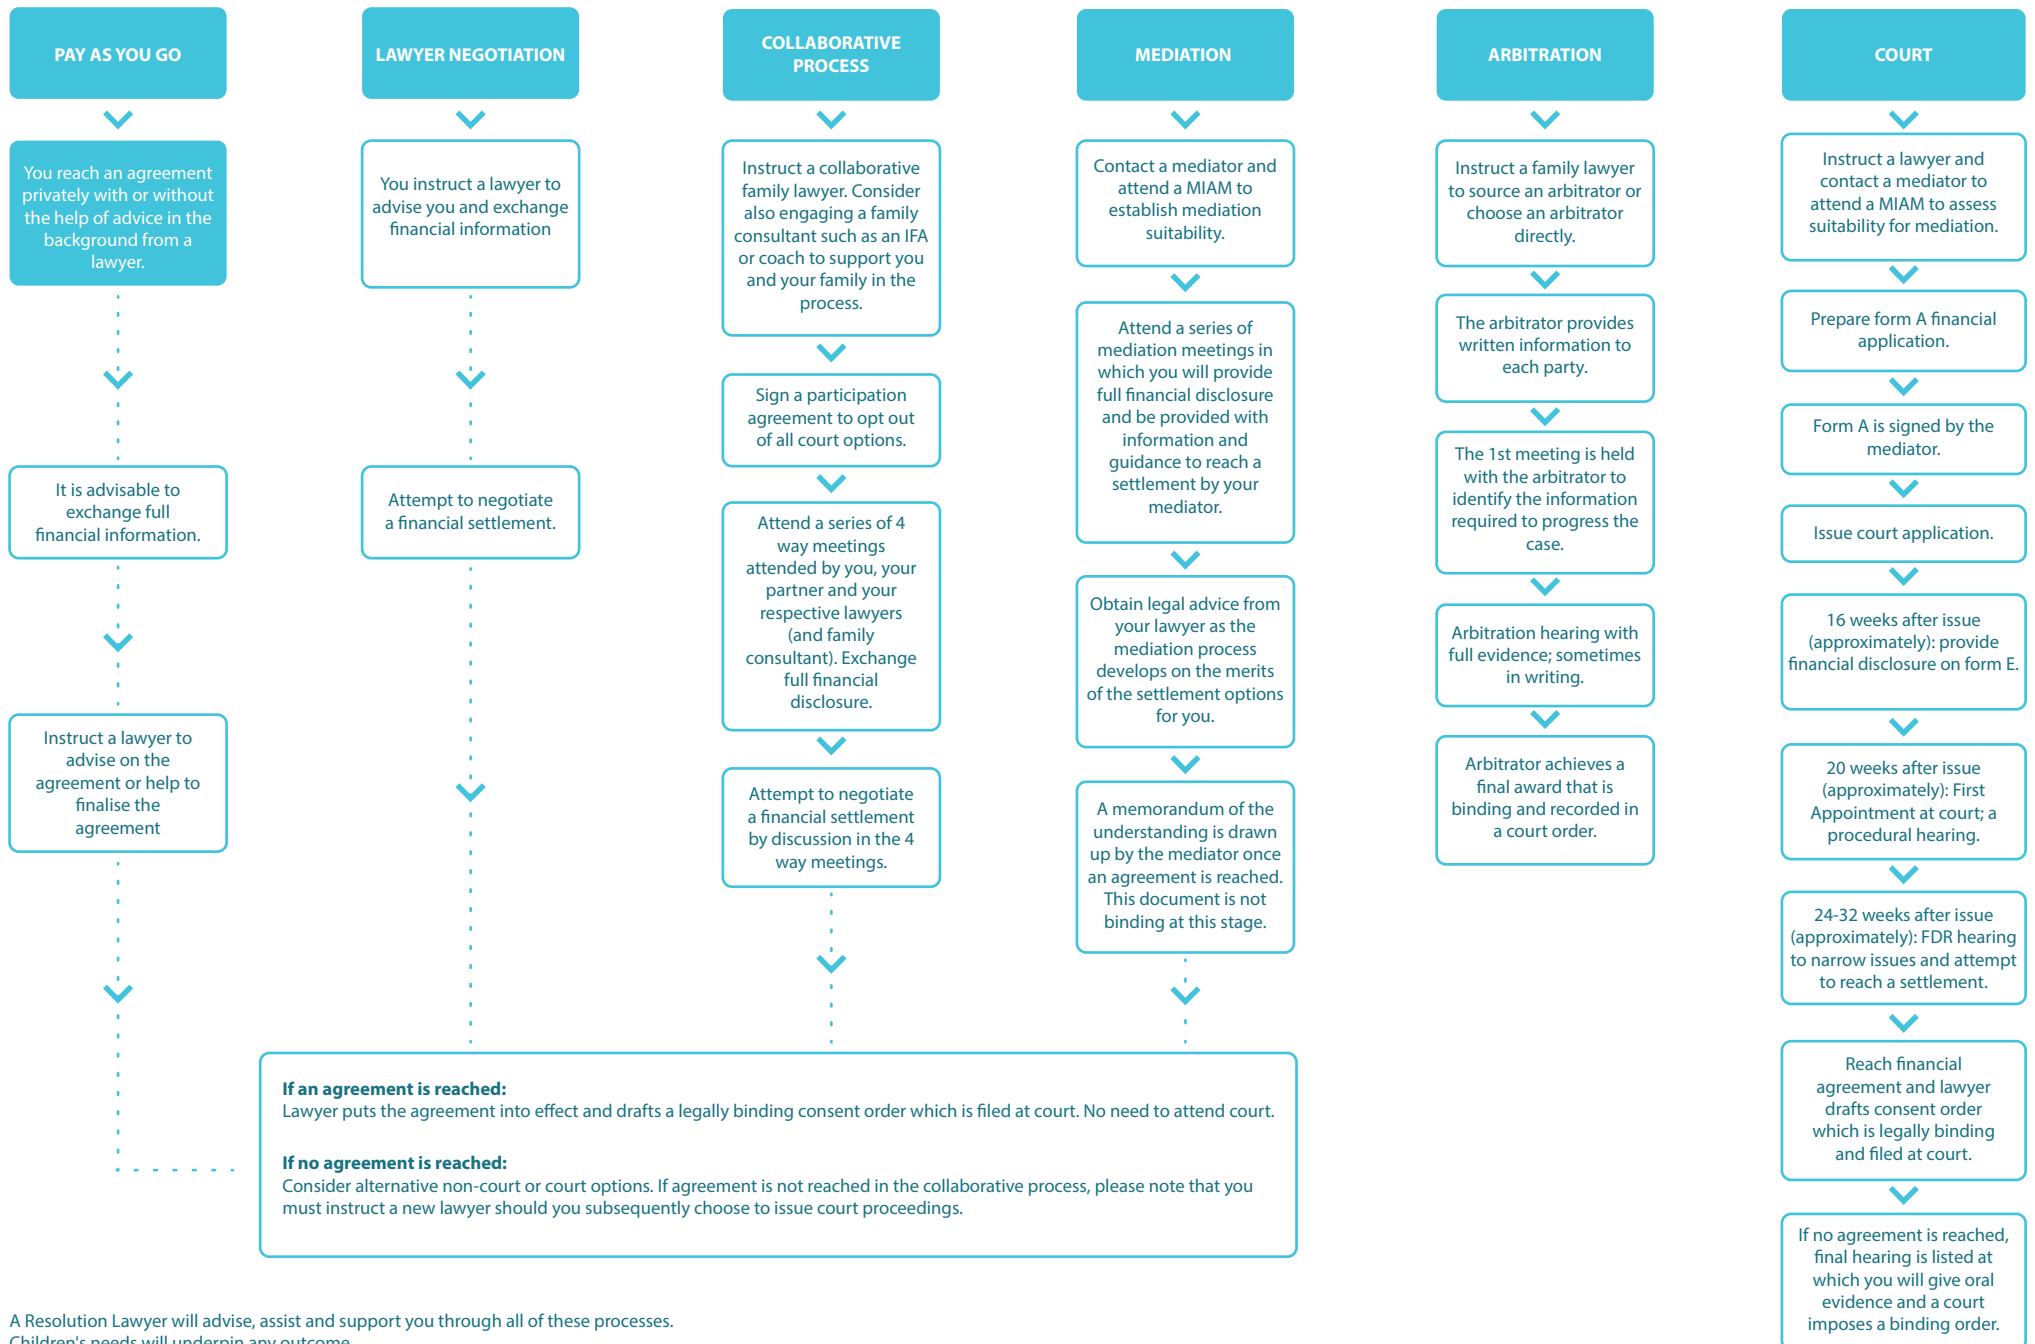 PAY AS YOU GO
You reach an agreement
privately with or without
the help of advice in the
background from a
lawyer.
It is advisable to
exchange full
financial information.
Instruct a lawyer to
advise on the
agreement or help to
finalise the
agreement
LAWYER NEGOTIATION
You instruct a lawyer to
advise you and exchange
financial information
Attempt to negotiate
a financial settlement.
COLLABORATIVE
PROCESS
Instruct a collaborative
family lawyer. Consider
also engaging a family
consultant such as an IFA
or coach to support you
and your family in the
process.
Sign a participation
agreement to opt out
of all court options.
Attend a series of 4
way meetings
attended by you, your
partner and your
respective lawyers
(and family
consultant). Exchange
full financial
disclosure.
Attempt to negotiate
a financial settlement
by discussion in the 4
way meetings.
MEDIATION
Contact a mediator and
attend a MIAM to
establish mediation
suitability.
Attend a series of
mediation meetings in
which you will provide
full financial disclosure
and be provided with
information and
guidance to reach a
settlement by your
mediator.
Obtain legal advice from
your lawyer as the
mediation process
develops on the merits
of the settlement options
for you.
A memorandum of the
understanding is drawn
up by the mediator once
an agreement is reached.
This document is not
binding at this stage.
If an agreement is reached:
Lawyer puts the agreement into effect and drafts a legally binding consent order which is filed at court. No need to attend court.
If no agreement is reached:
Consider alternative non-court or court options. If agreement is not reached in the collaborative process, please note that you
must instruct a new lawyer should you subsequently choose to issue court proceedings.
ARBITRATION
Instruct a family lawyer
to source an arbitrator or
choose an arbitrator
directly.
The arbitrator provides
written information to
each party.
The 1st meeting is held
with the arbitrator to
identify the information
required to progress the
case.
Arbitration hearing with
full evidence; sometimes
in writing.
Arbitrator achieves a
final award that is
binding and recorded in
a court order.
COURT
Instruct a lawyer and
contact a mediator to
attend a MIAM to assess
suitability for mediation.
Prepare form A financial
application.
Form A is signed by the
mediator.
Issue court application.
16 weeks after issue
(approximately): provide
financial disclosure on form E.
20 weeks after issue
(approximately): First
Appointment at court; a
procedural hearing.
24-32 weeks after issue
(approximately): FDR hearing
to narrow issues and attempt
to reach a settlement.
Reach financial
agreement and lawyer
drafts consent order
which is legally binding
and filed at court.
If no agreement is reached,
final hearing is listed at
which you will give oral
evidence and a court
imposes a binding order.
A Resolution Lawyer will advise, assist and support you through all of these processes.
Children's needs will underpin any outcome.